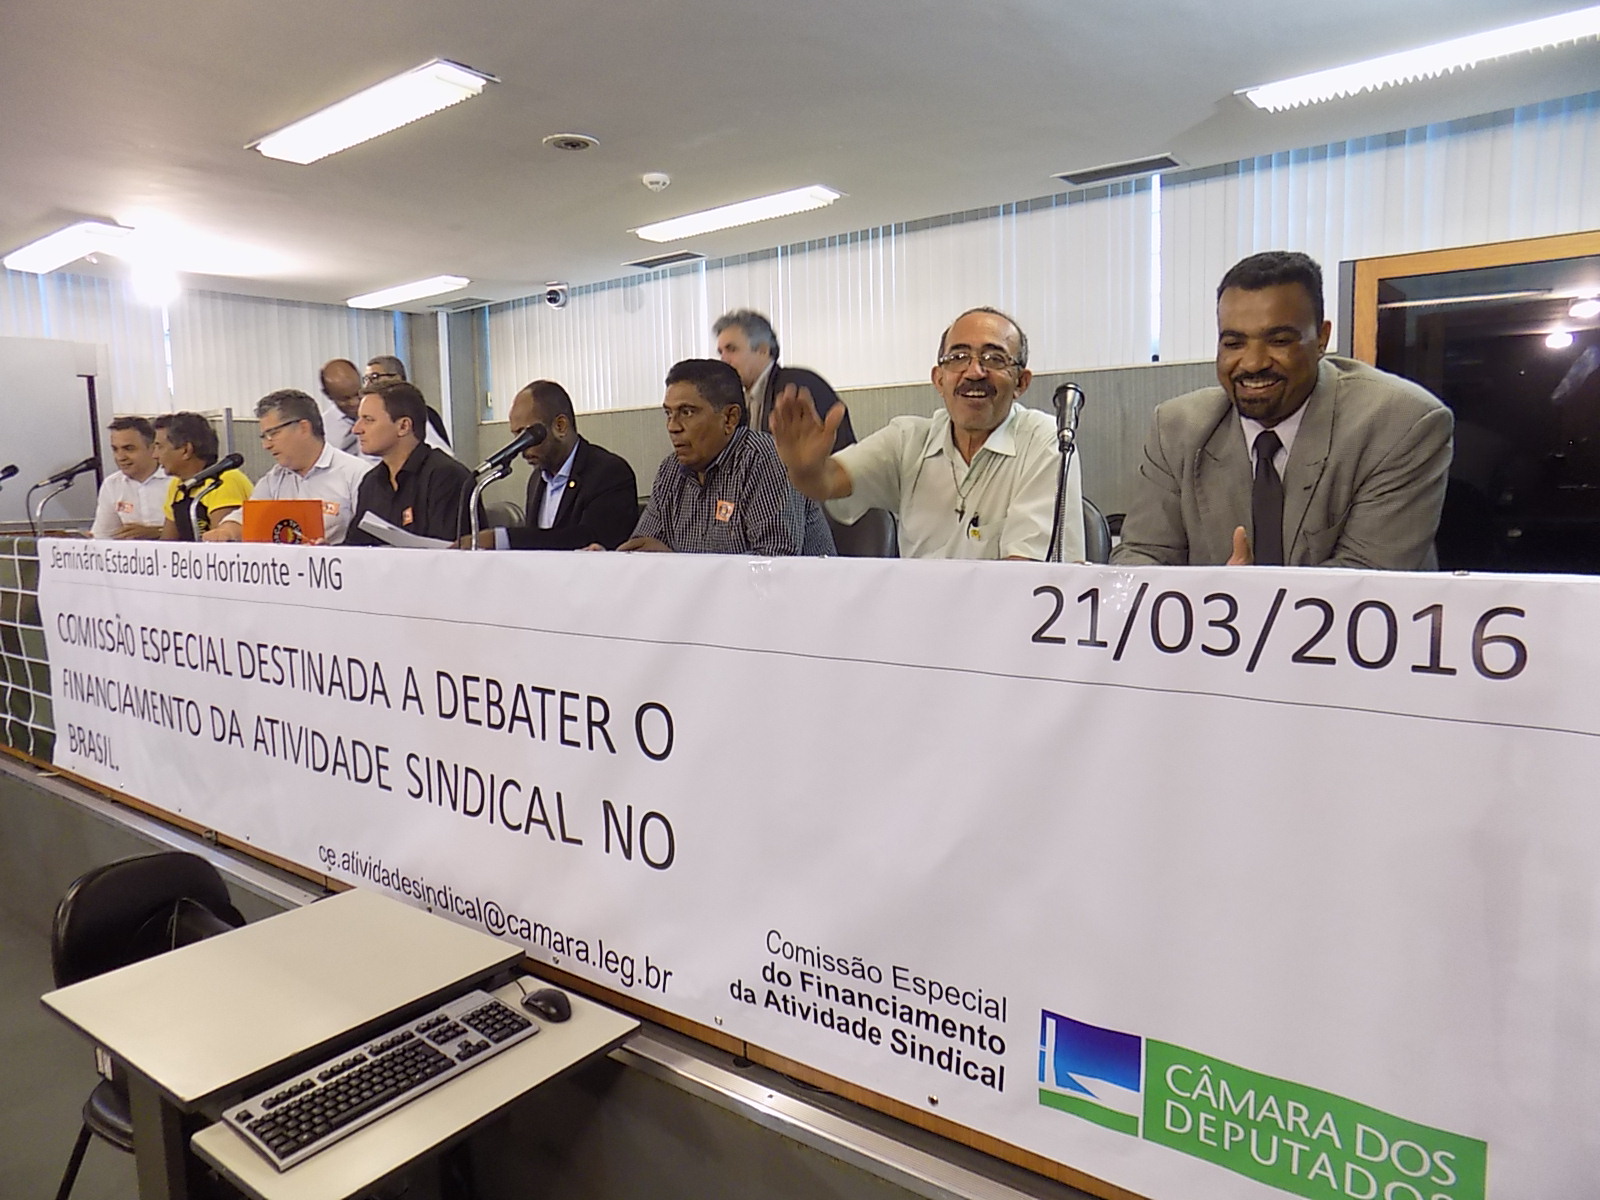 Seminário Estadual - Belo Horizonte - MG
21/03/2016
COMISSÃO ESPECIAL DESTINADA A DEBATER O
FINANCIAMENTO DA ATIVIDADE SINDICAL NO
BRASIL.
ce.atividadesindical@camara.leg.br
Comissão Especial
do Financiamento
da Atividade Sindical
CÂMARA DOS
DEPUTADOS